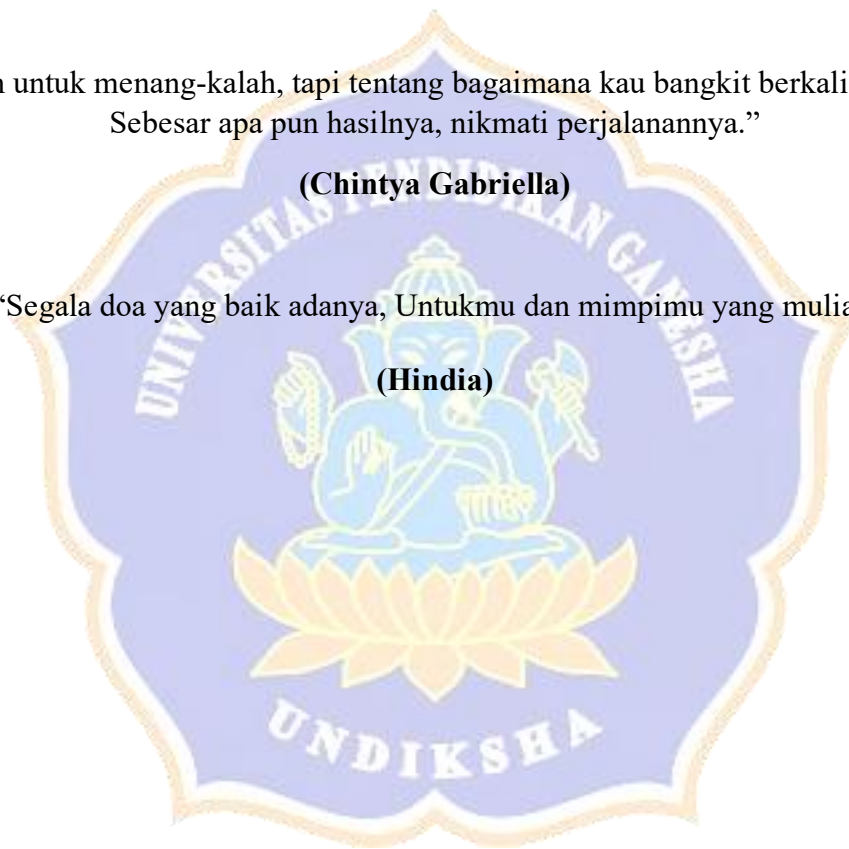 untuk menang-kalah, tapi tentang bagaimana kau bangkit berkali
Sebesar apa pun hasilnya, nikmati perjalanannya.”
(Chintya Gabriella)
UNIVERSITAS PENDIDIKAN GANESHA
“Segala doa yang baik adanya, Untukmu dan mimpimu yang mulia
(Hindia)
UNDIKSHA